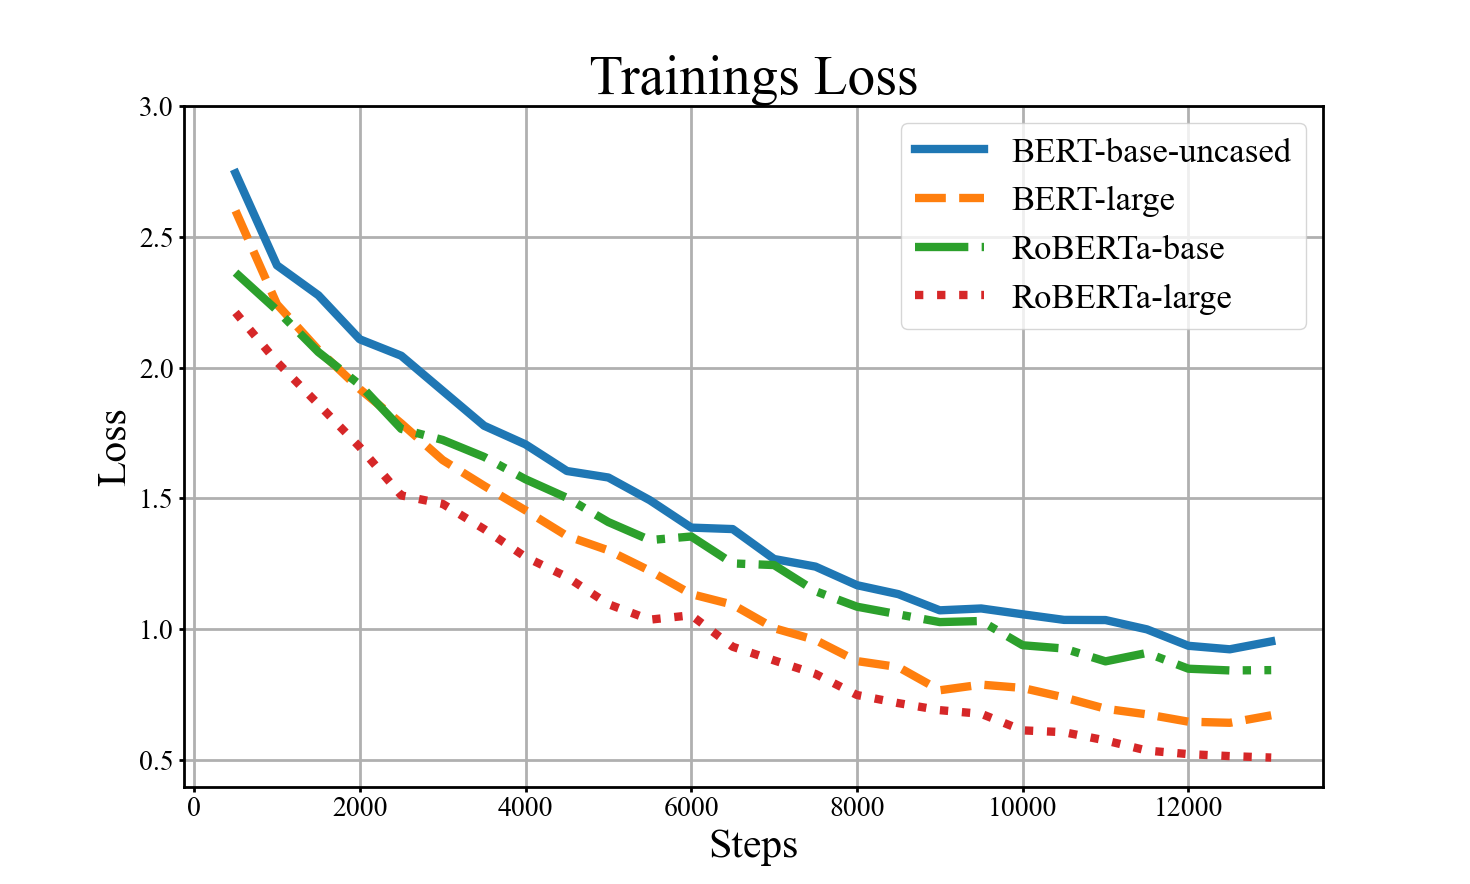 Trainings Loss
3.0
2.5
2.0
1.5
1.0
0.5
Loss
BERT-base-uncased
BERT-large
RoBERTa-base
RoBERTa-large
0 2000 4000 6000 8000 10000 12000
Steps